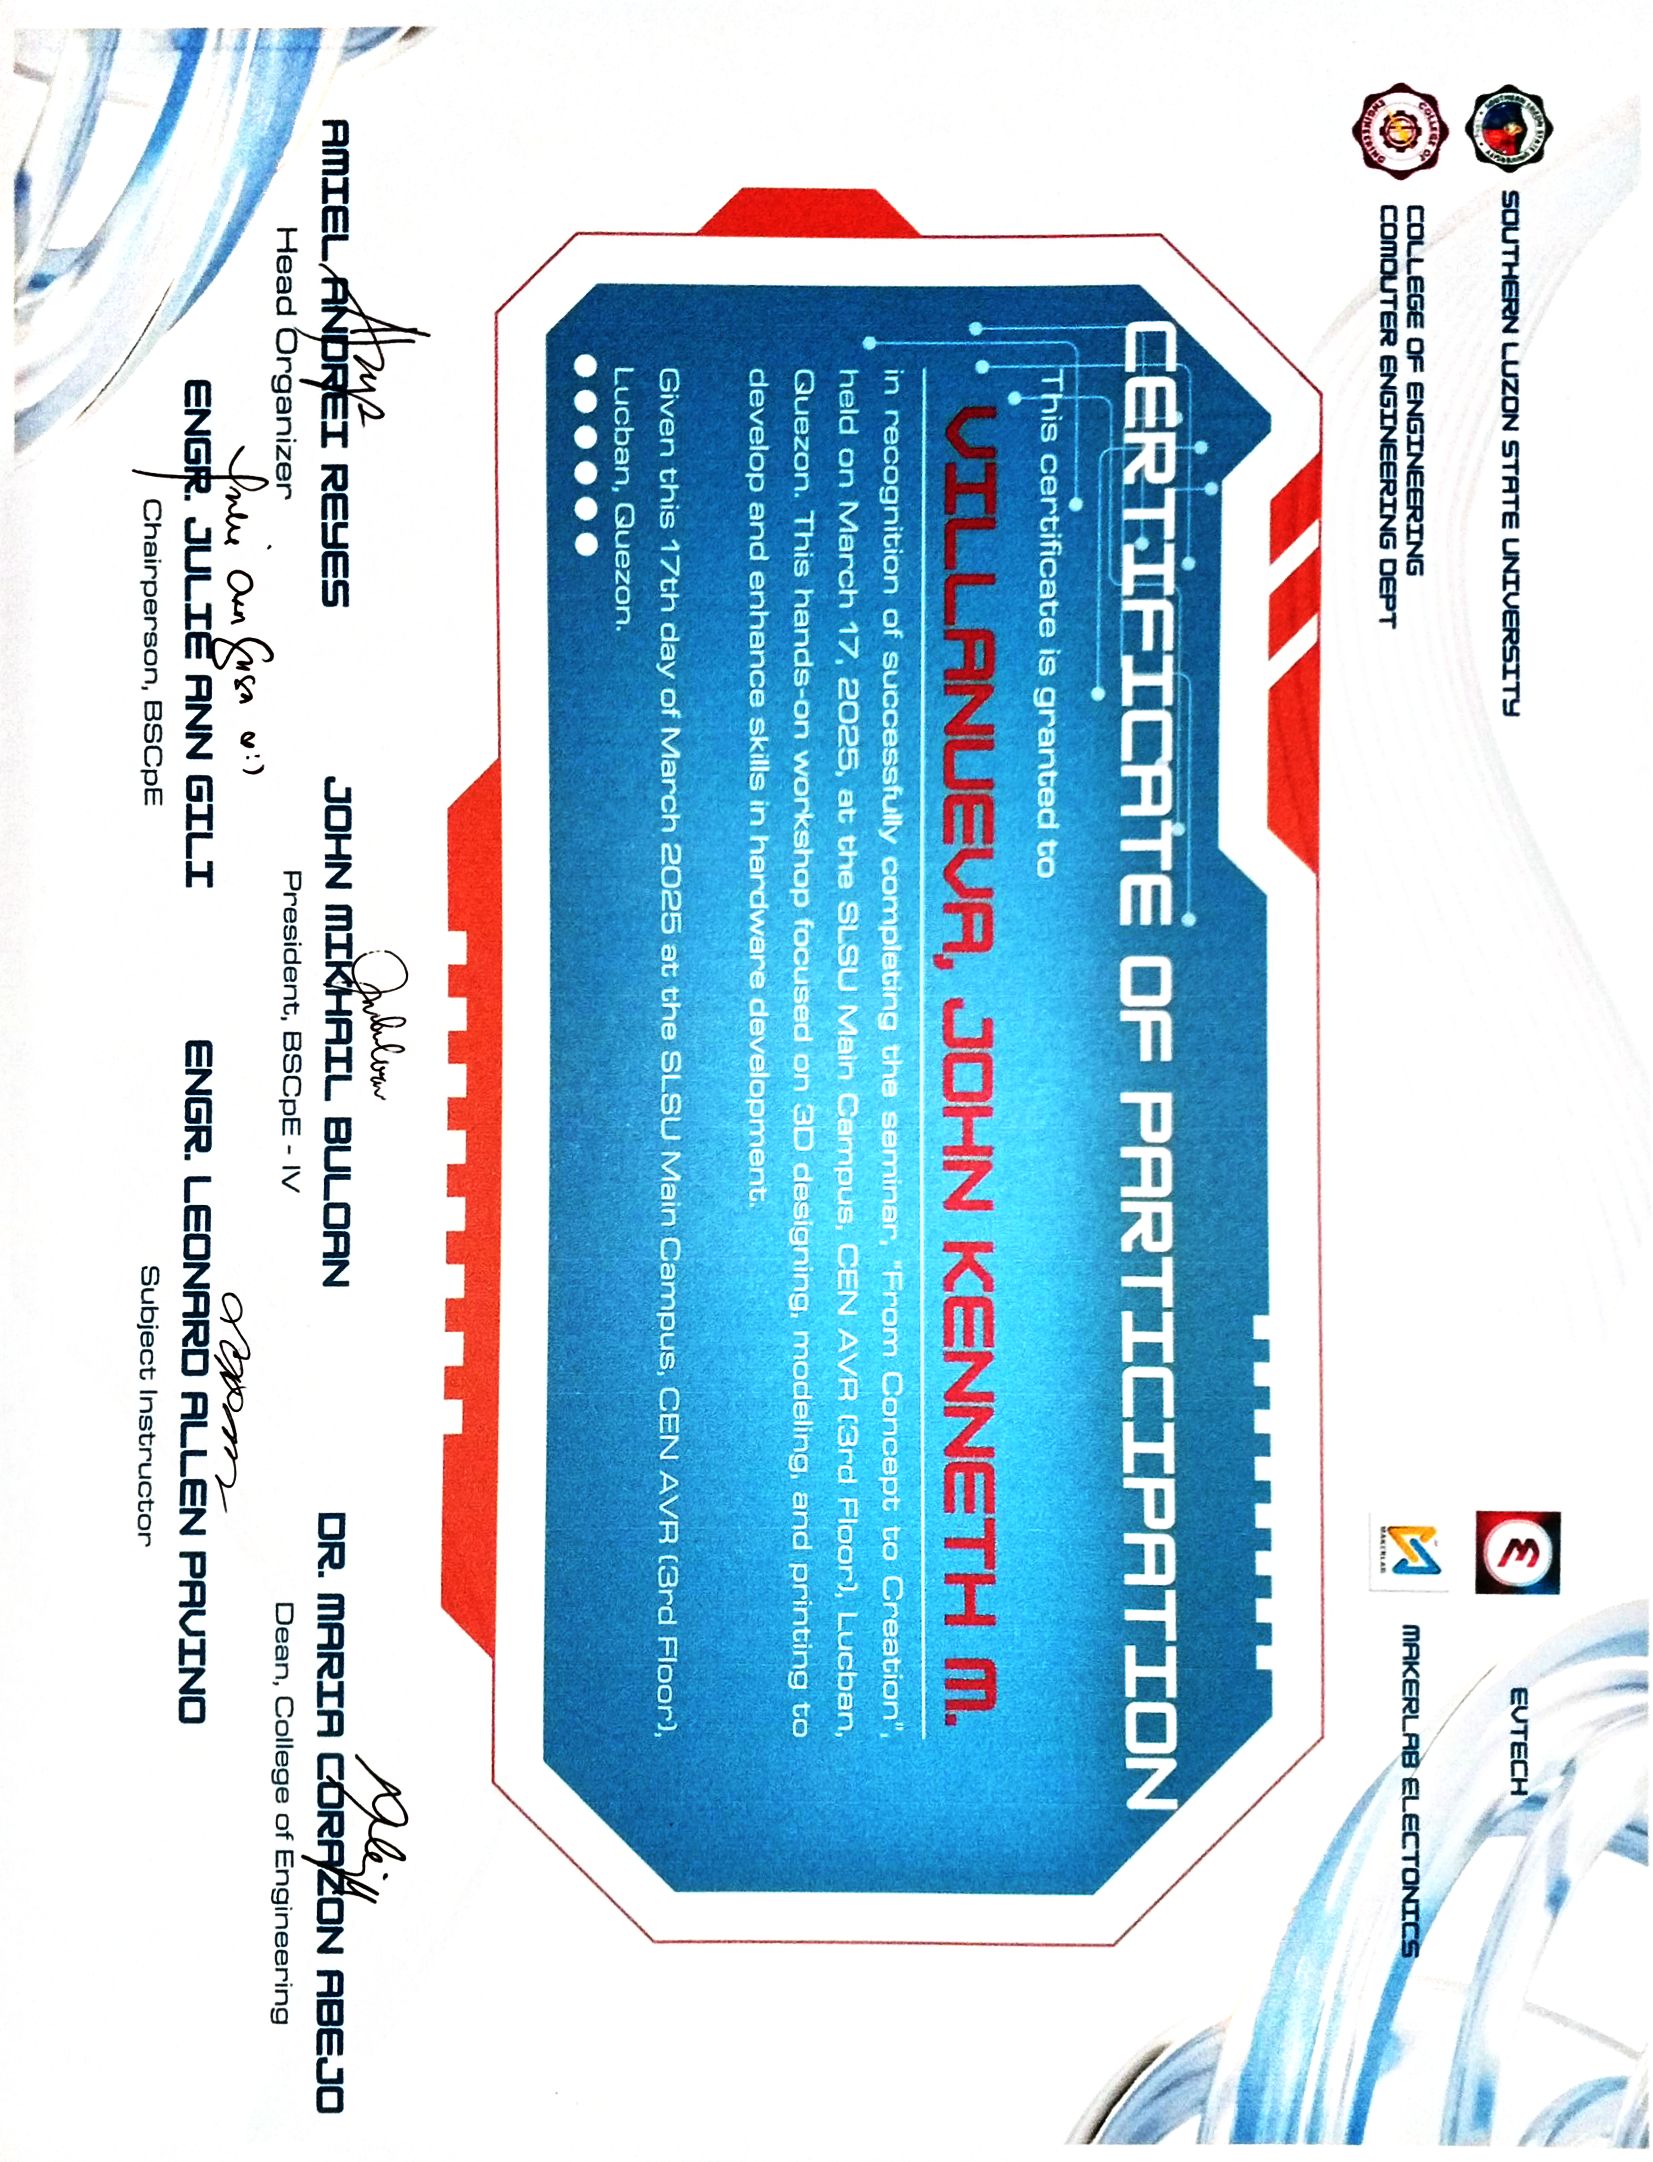 SOUTHERN LUZON STATE UNIVERSITY
COLLEGE OF ENGINEERING
COMOUTER ENGINEERING DEPT
EVTECH
MAKERLAB
MAKERLAB ELECTONICS
CERTIFICATE OF PARTICIPATION
This certificate is granted to
VILLANUEVA, JOHN KENNETH M.
in recognition of successfully completing the seminar, "From Concept to Creation",
held on March 17, 2025, at the SLSU Main Campus, CEN AVR (3rd Floor), Lucban,
Quezon. This hands-on workshop focused on 3D designing, modeling, and printing to
develop and enhance skills in hardware development.
Given this 17th day of March 2025 at the SLSU Main Campus, CEN AVR (3rd Floor),
Lucban, Quezon.
AMIEL ANDREI REYES
Head Organizer
JOHN MIKHAIL BULOAN
President, BSCpE - IV
DR. MARIA CORAZON ABEJO
Dean, College of Engineering
ENGR. JULIE ANN GILI
Chairperson, BSCpE
ENGR. LEONARD ALLEN PAVINO
Subject Instructor